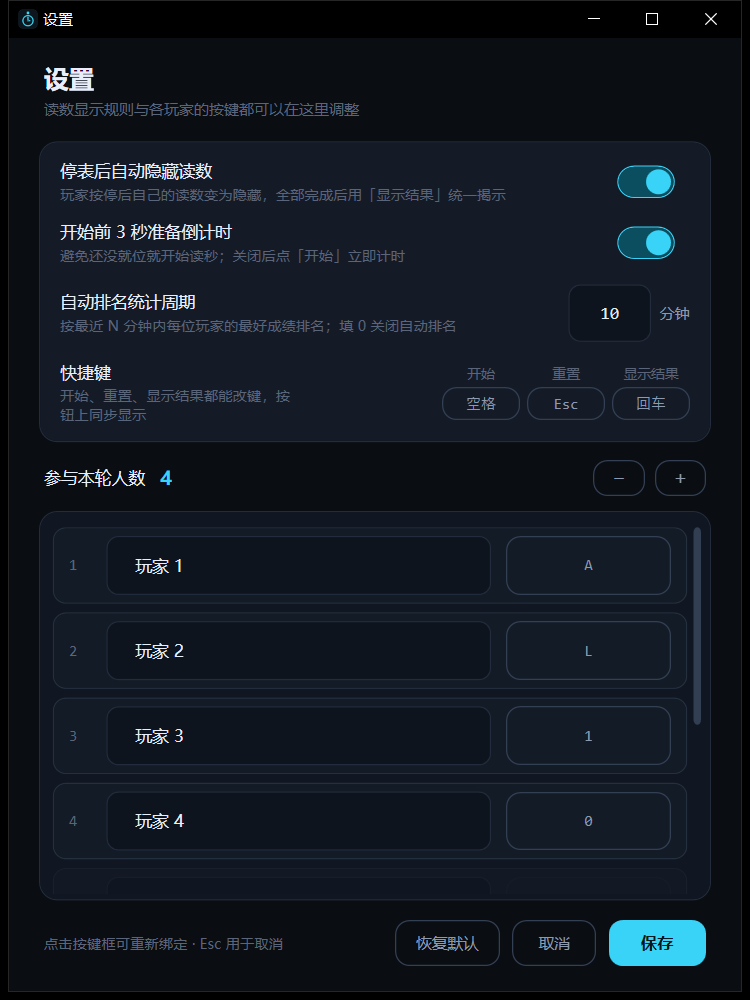 设置
设置
读数显示规则与各玩家的按键都可以在这里调整
停表后自动隐藏读数
玩家按停后自己的读数变为隐藏，全部完成后用「显示结果」统一揭示
开始前 3 秒准备倒计时
避免还没就位就开始读秒；关闭后点「开始」立即计时
自动排名统计周期
按最近 N 分钟内每位玩家的最好成绩排名；填 0 关闭自动排名
10 分钟
快捷键
开始、重置、显示结果都能改键，按
钮上同步显示
开始 重置 显示结果
空格 Esc 回车
参与本轮人数 4
− +
1 玩家 1 A
2 玩家 2 L
3 玩家 3 1
4 玩家 4 0
点击按键框可重新绑定 · Esc 用于取消
恢复默认 取消 保存